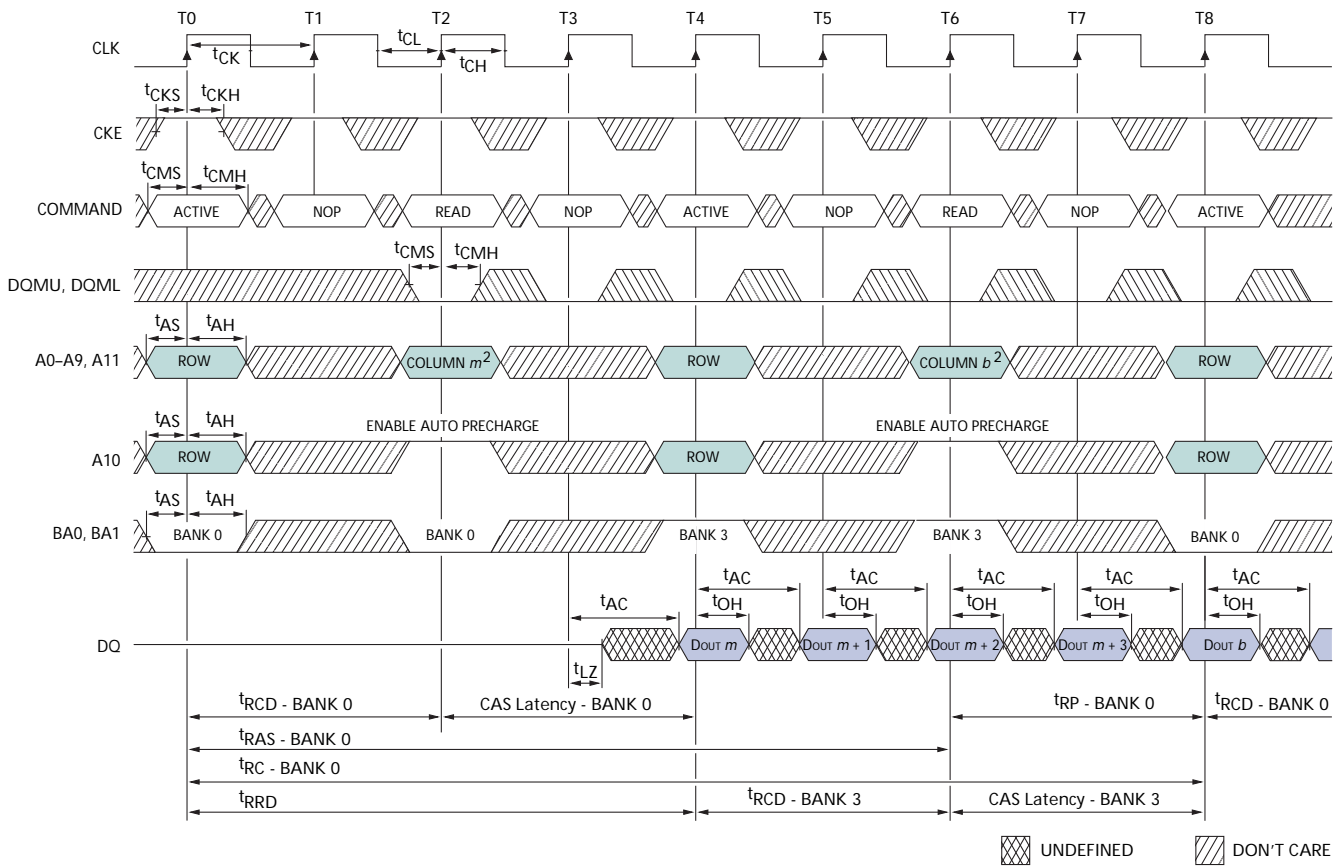 T0 T1 T2 T3 T4 T5 T6 T7 T8
CLK
tCK tCL tCH
tCKS tCKH
CKE
tCMS tCMH
COMMAND ACTIVE NOP READ NOP ACTIVE NOP READ NOP ACTIVE
tCMS tCMH
DQMU, DQML
tAS tAH
A0–A9, A11 ROW COLUMN m2 ROW COLUMN b2 ROW
tAS tAH ENABLE AUTO PRECHARGE ENABLE AUTO PRECHARGE
A10 ROW ROW ROW
tAS tAH
BA0, BA1 BANK 0 BANK 0 BANK 3 BANK 3 BANK 0
tAC tAC tAC tAC tAC tAC
tOH tOH tOH tOH tOH
DQ DOUT m DOUT m + 1 DOUT m + 2 DOUT m + 3 DOUT b
tLZ
tRCD - BANK 0 CAS Latency - BANK 0 tRP - BANK 0 tRCD - BANK 0
tRAS - BANK 0
tRC - BANK 0
tRRD tRCD - BANK 3 CAS Latency - BANK 3
UNDEFINED DON'T CARE